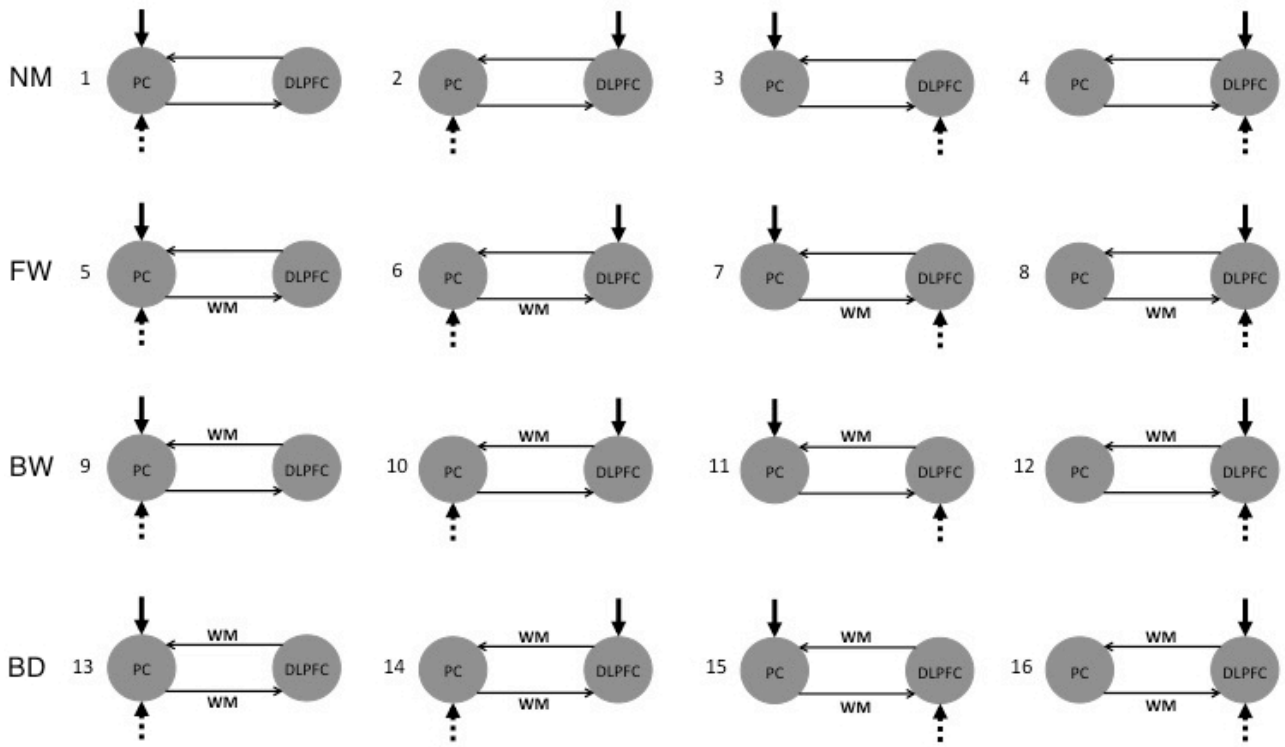 NM 1 PC DLPFC 2 PC DLPFC 3 PC DLPFC 4 PC DLPFC
FW 5 PC DLPFC 6 PC DLPFC 7 PC DLPFC 8 PC DLPFC
WM WM WM WM
WM WM WM WM
BW 9 PC DLPFC 10 PC DLPFC 11 PC DLPFC 12 PC DLPFC
WM WM WM WM
BD 13 PC DLPFC 14 PC DLPFC 15 PC DLPFC 16 PC DLPFC
WM WM WM WM